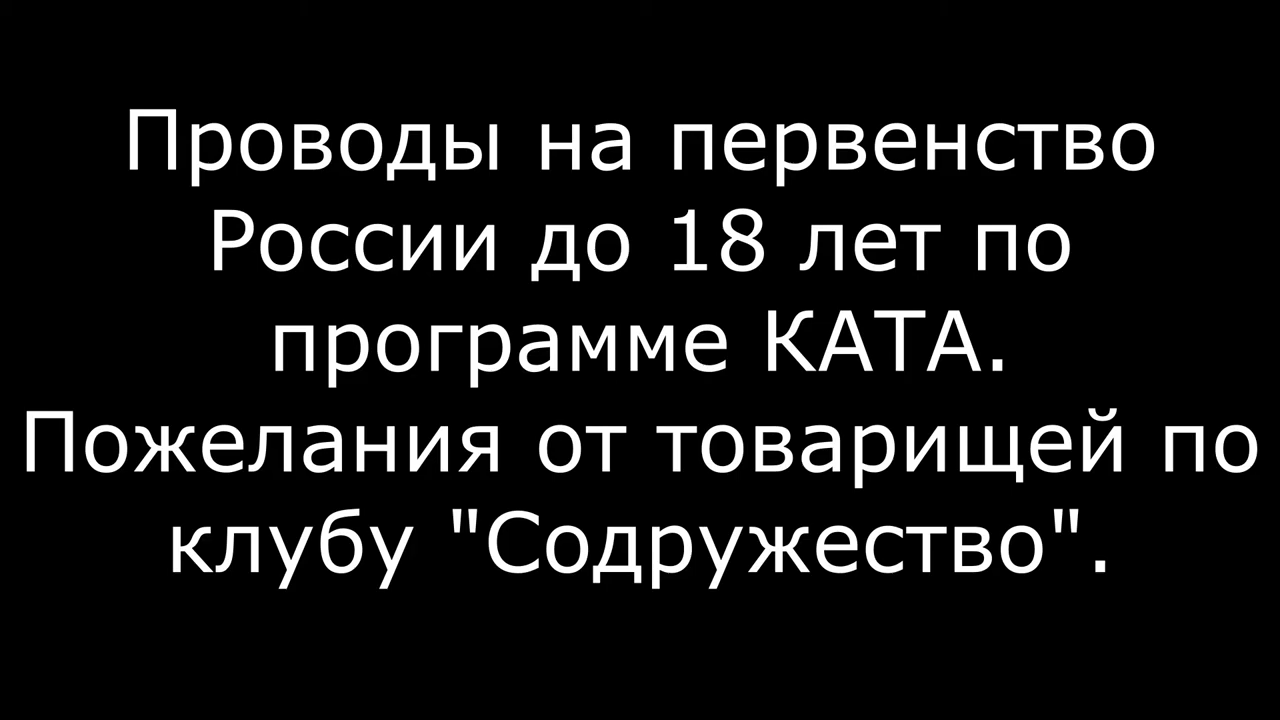 Проводы на первенство
России до 18 лет по
программе КАТА.
Пожелания от товарищей по
клубу "Содружество".